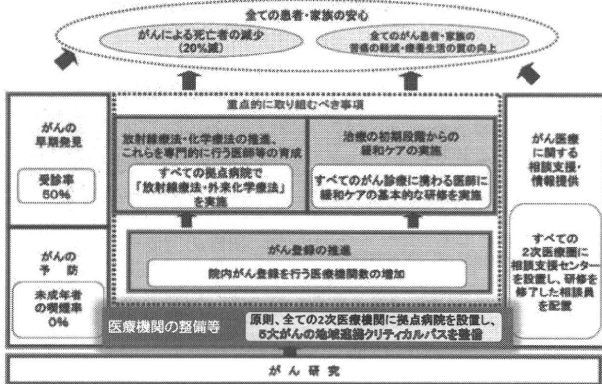 全ての患者・家族の安心
がんによる死亡者の減少
(20%減)
全てのがん患者・家族の
苦痛の軽減・療養生活の質の向上
重点的に取り組むべき事項
がんの
早期発見
受診率
50%
がんの
予 防
未成年者
の喫煙率
0%
放射線療法・化学療法の推進、
これらを専門的に行う医師等の育成
すべての拠点病院で
「放射線療法・外来化学療法」
を実施
治療の初期段階からの
緩和ケアの実施
すべてのがん診療に携わる医師に
緩和ケアの基本的な研修を実施
がん登録の推進
院内がん登録を行う医療機関数の増加
がん医療
に関する
相談支援・
情報提供
すべての
2次医療圏に
相談支援センター
を設置し、研修を
修了した相談員
を配置
医療機関の整備等
原則、全ての2次医療機関に拠点病院を設置し、
5大がんの地域連携クリティカルパスを整備
が ん 研 究